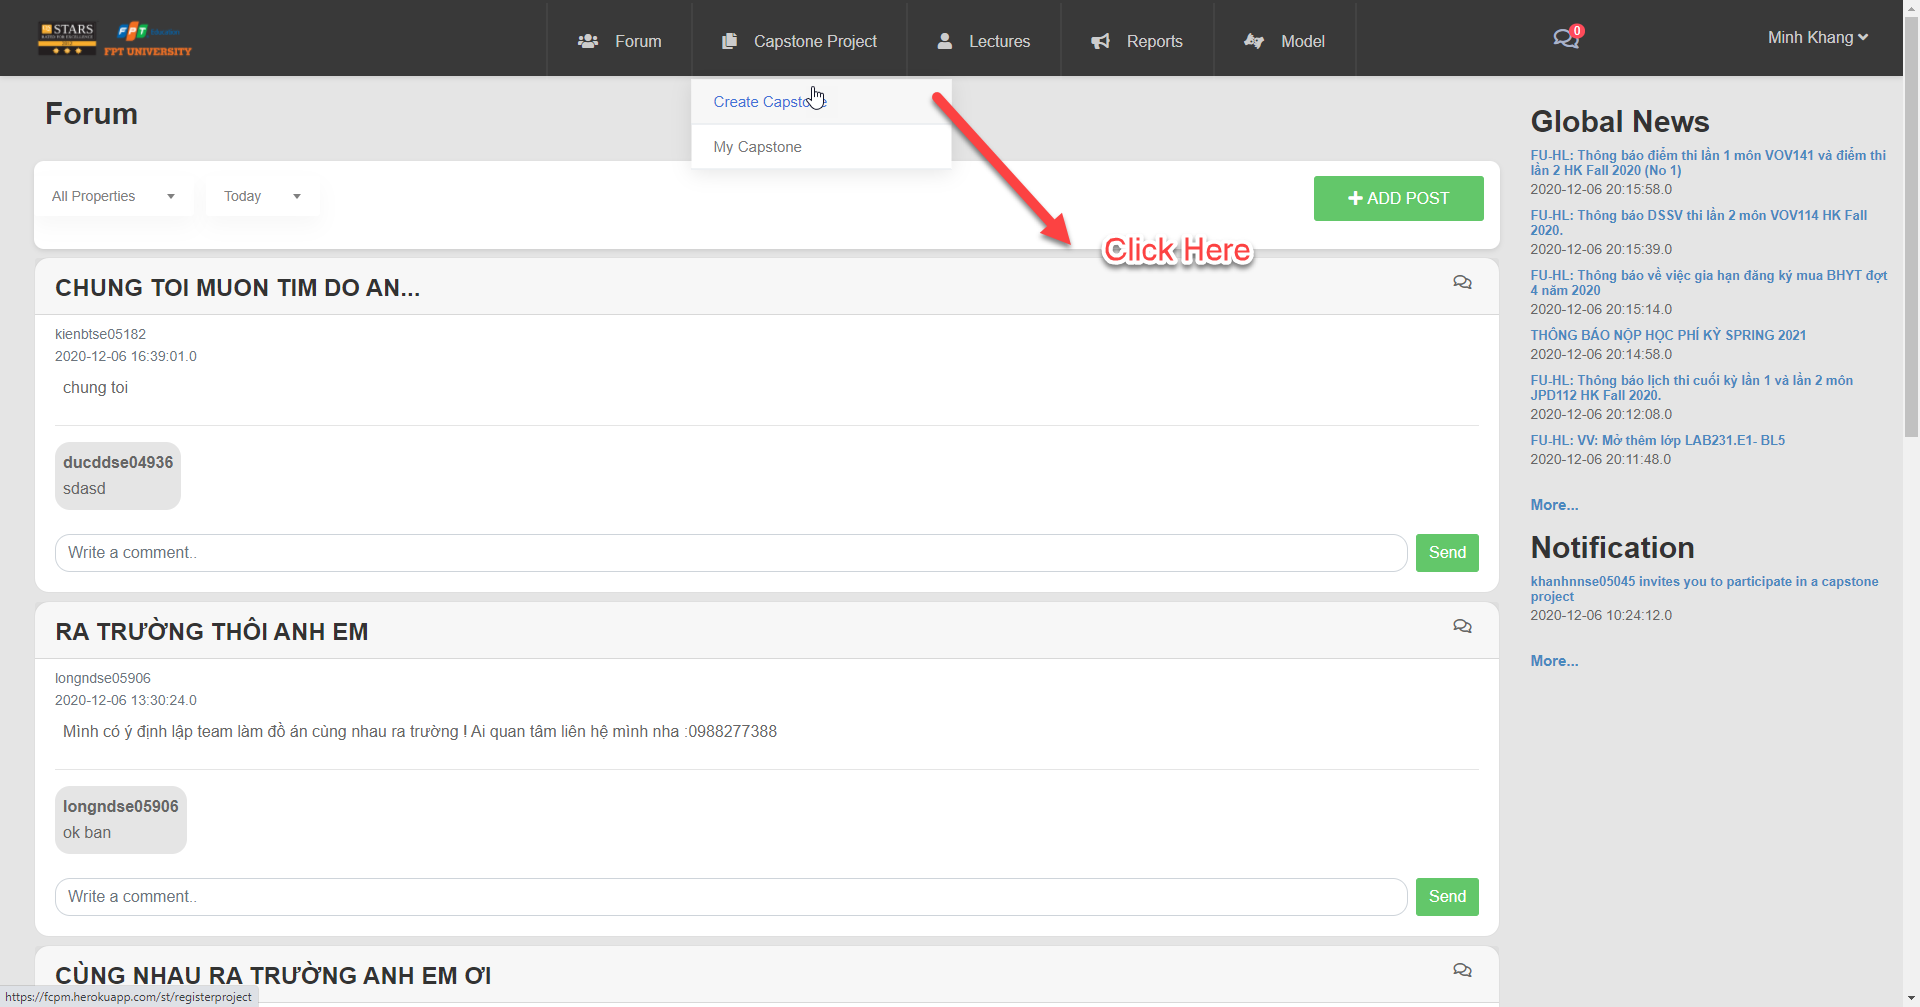 STARS
RATED FOR EXCELLENCE
2012
FPT Education
FPT UNIVERSITY
Forum
Capstone Project
Lectures
Reports
Model
0
Minh Khang
Create Capstone
My Capstone
Forum
All Properties
Today
ADD POST
Click Here
CHUNG TOI MUON TIM DO AN...
kienbtse05182
2020-12-06 16:39:01.0
chung toi
ducddse04936
sdasd
Write a comment..
Send
RA TRƯỜNG THÔI ANH EM
longndse05906
2020-12-06 13:30:24.0
Mình có ý định lập team làm đồ án cùng nhau ra trường ! Ai quan tâm liên hệ mình nha :0988277388
longndse05906
ok ban
Write a comment..
Send
CÙNG NHAU RA TRƯỜNG ANH EM ƠI
https://fcpm.herokuapp.com/st/registerproject
Global News
FU-HL: Thông báo điểm thi lần 1 môn VOV141 và điểm thi
lần 2 HK Fall 2020 (No 1)
2020-12-06 20:15:58.0
FU-HL: Thông báo DSSV thi lần 2 môn VOV114 HK Fall
2020.
2020-12-06 20:15:39.0
FU-HL: Thông báo về việc gia hạn đăng ký mua BHYT đợt
4 năm 2020
2020-12-06 20:15:14.0
THÔNG BÁO NỘP HỌC PHÍ KỲ SPRING 2021
2020-12-06 20:14:58.0
FU-HL: Thông báo lịch thi cuối kỳ lần 1 và lần 2 môn
JPD112 HK Fall 2020.
2020-12-06 20:12:08.0
FU-HL: VV: Mở thêm lớp LAB231.E1- BL5
2020-12-06 20:11:48.0
More...
Notification
khanhnnse05045 invites you to participate in a capstone
project
2020-12-06 10:24:12.0
More...